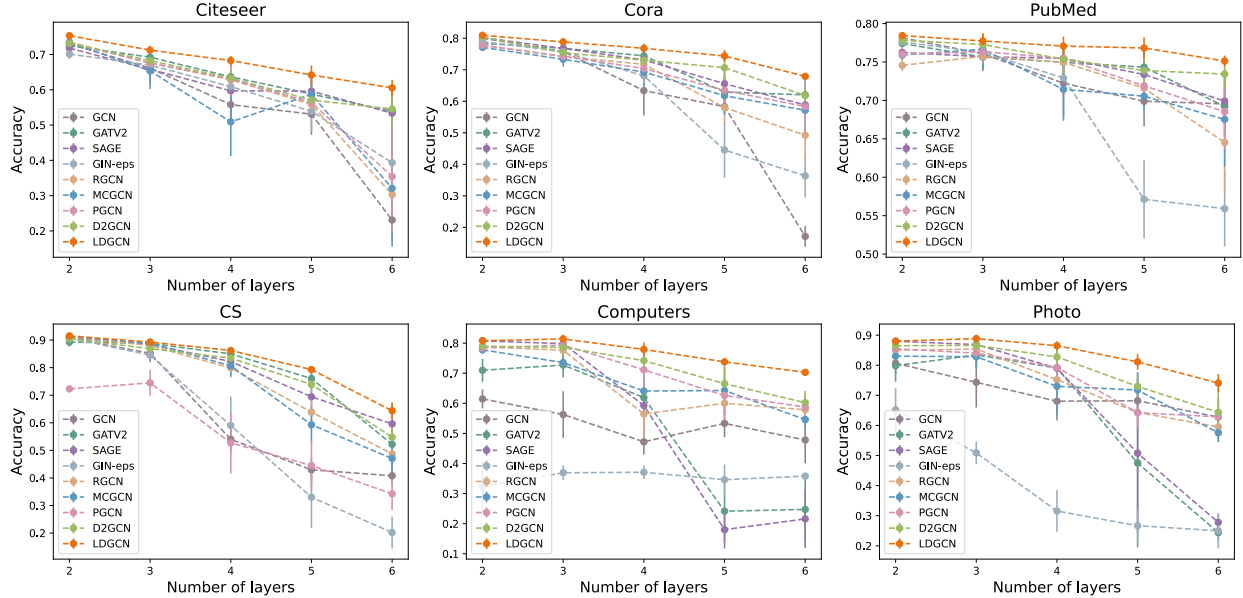 Citeseer
Accuracy
0.7
0.6
0.5
0.4
0.3
0.2
GCN
GATV2
SAGE
GIN-eps
RGCN
MCGCN
PGCN
D2GCN
LDGCN
2 3 4 5 6
Number of layers
Cora
Accuracy
0.8
0.7
0.6
0.5
0.4
0.3
0.2
GCN
GATV2
SAGE
GIN-eps
RGCN
MCGCN
PGCN
D2GCN
LDGCN
2 3 4 5 6
Number of layers
PubMed
Accuracy
0.80
0.75
0.70
0.65
0.60
0.55
0.50
GCN
GATV2
SAGE
GIN-eps
RGCN
MCGCN
PGCN
D2GCN
LDGCN
2 3 4 5 6
Number of layers
CS
Accuracy
0.9
0.8
0.7
0.6
0.5
0.4
0.3
0.2
GCN
GATV2
SAGE
GIN-eps
RGCN
MCGCN
PGCN
D2GCN
LDGCN
2 3 4 5 6
Number of layers
Computers
Accuracy
0.8
0.7
0.6
0.5
0.4
0.3
0.2
0.1
GCN
GATV2
SAGE
GIN-eps
RGCN
MCGCN
PGCN
D2GCN
LDGCN
2 3 4 5 6
Number of layers
Photo
Accuracy
0.9
0.8
0.7
0.6
0.5
0.4
0.3
0.2
GCN
GATV2
SAGE
GIN-eps
RGCN
MCGCN
PGCN
D2GCN
LDGCN
2 3 4 5 6
Number of layers